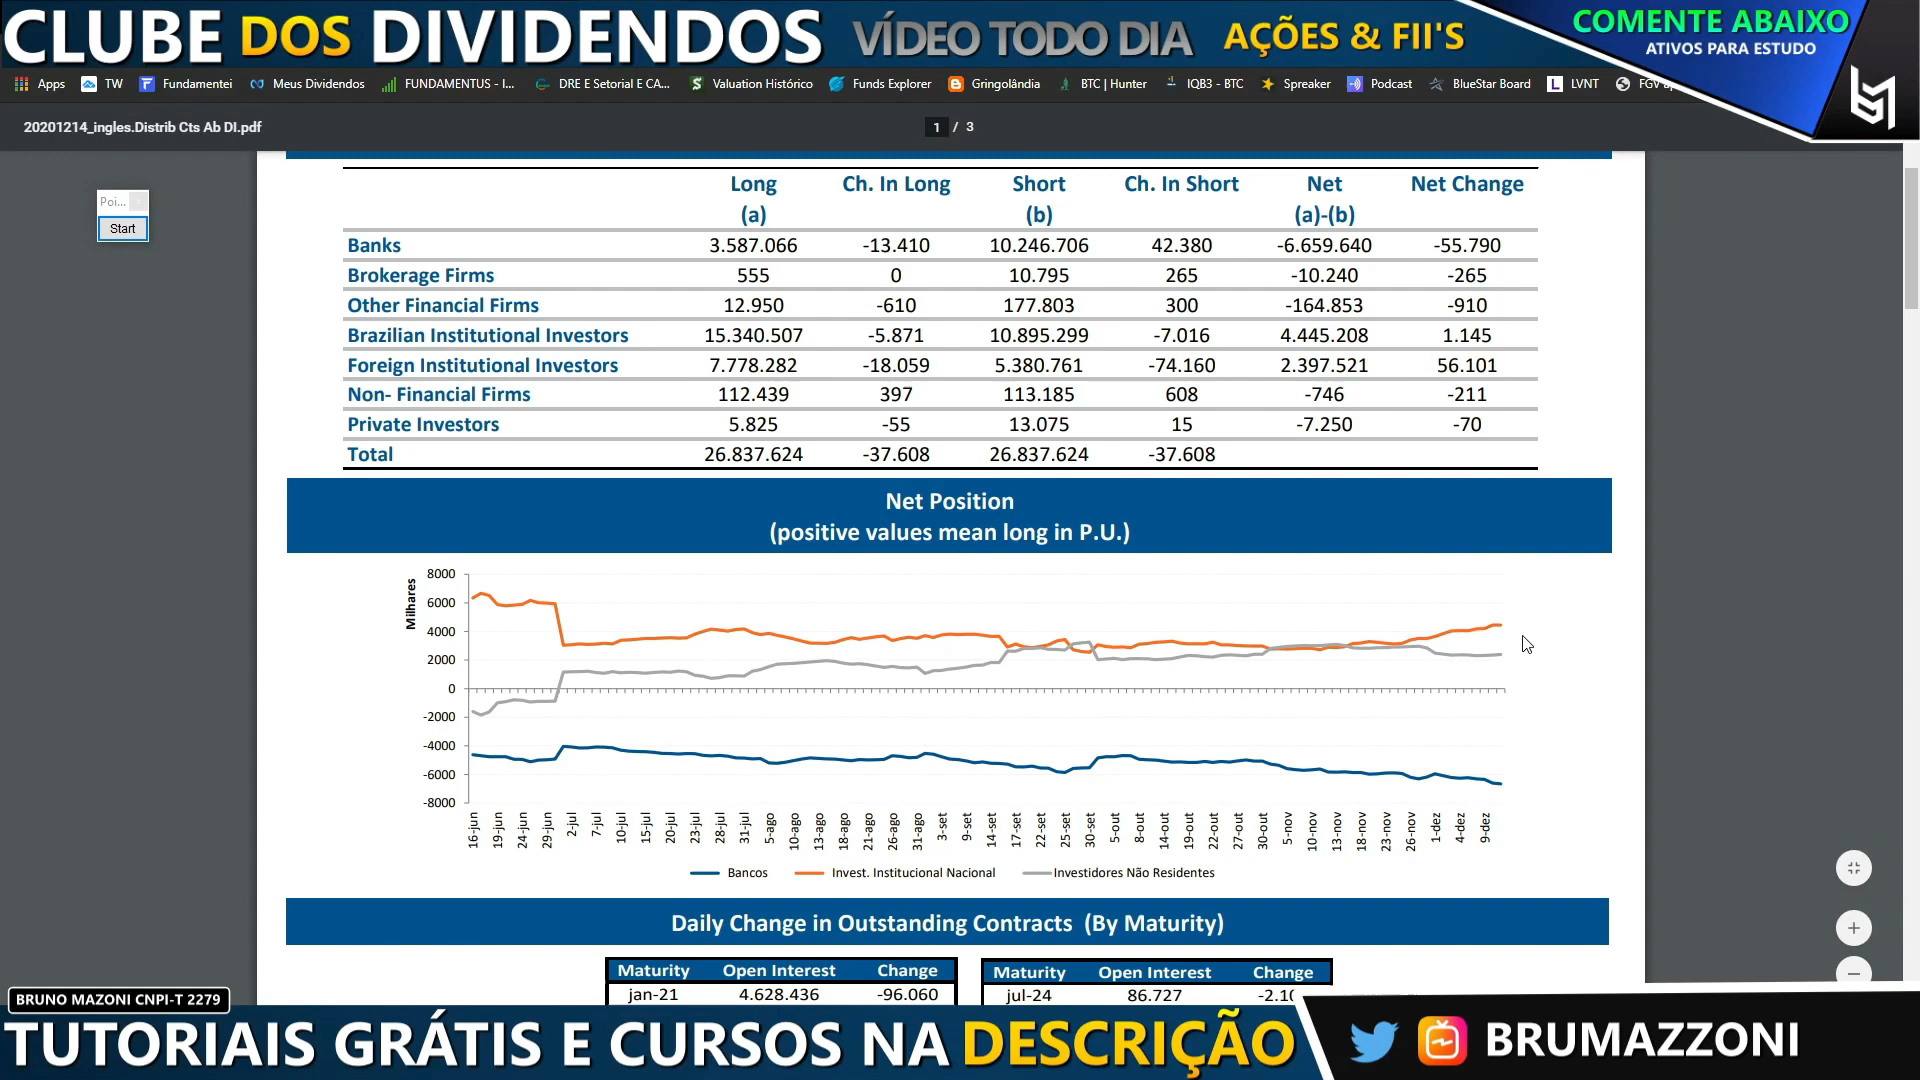 CLUBE DOS DIVIDENDOS VÍDEO TODO DIA AÇÕES & FII'S
COMENTE ABAIXO
ATIVOS PARA ESTUDO
Apps TW Fundamentei Meus Dividendos FUNDAMENTUS - I... DRE E Setorial E CA... Valuation Histórico Funds Explorer Gringolândia BTC | Hunter IQB3 - BTC Spreaker Podcast BlueStar Board LVNT
20201214_ingles.Distrib Cts Ab DI.pdf 1 / 3
Poi...
Start
Long Ch. In Long Short Ch. In Short Net Net Change
(a) (b) (a)-(b)
Banks 3.587.066 -13.410 10.246.706 42.380 -6.659.640 -55.790
Brokerage Firms 555 0 10.795 265 -10.240 -265
Other Financial Firms 12.950 -610 177.803 300 -164.853 -910
Brazilian Institutional Investors 15.340.507 -5.871 10.895.299 -7.016 4.445.208 1.145
Foreign Institutional Investors 7.778.282 -18.059 5.380.761 -74.160 2.397.521 56.101
Non- Financial Firms 112.439 397 113.185 608 -746 -211
Private Investors 5.825 -55 13.075 15 -7.250 -70
Total 26.837.624 -37.608 26.837.624 -37.608
Net Position
(positive values mean long in P.U.)
Milhares
8000
6000
4000
2000
0
-2000
-4000
-6000
-8000
16-jun 19-jun 24-jun 29-jun 2-jul 7-jul 10-jul 15-jul 20-jul 23-jul 28-jul 31-jul 5-ago 10-ago 13-ago 18-ago 21-ago 26-ago 31-ago 3-set 9-set 14-set 17-set 22-set 25-set 30-set 5-out 8-out 14-out 19-out 22-out 27-out 30-out 5-nov 10-nov 13-nov 18-nov 23-nov 26-nov 1-dez 4-dez 9-dez
Bancos Invest. Institucional Nacional Investidores Não Residentes
Daily Change in Outstanding Contracts (By Maturity)
Maturity Open Interest Change Maturity Open Interest Change
jan-21 4.628.436 -96.060 jul-24 86.727
BRUNO MAZONI CNPI-T 2279
TUTORIAIS GRÁTIS E CURSOS NA DESCRIÇÃO
BRUMAZZONI